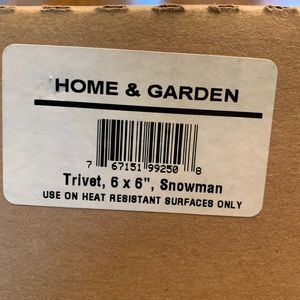 HOME & GARDEN
7 67151 99250 8
Trivet, 6 x 6", Snowman
USE ON HEAT RESISTANT SURFACES ONLY